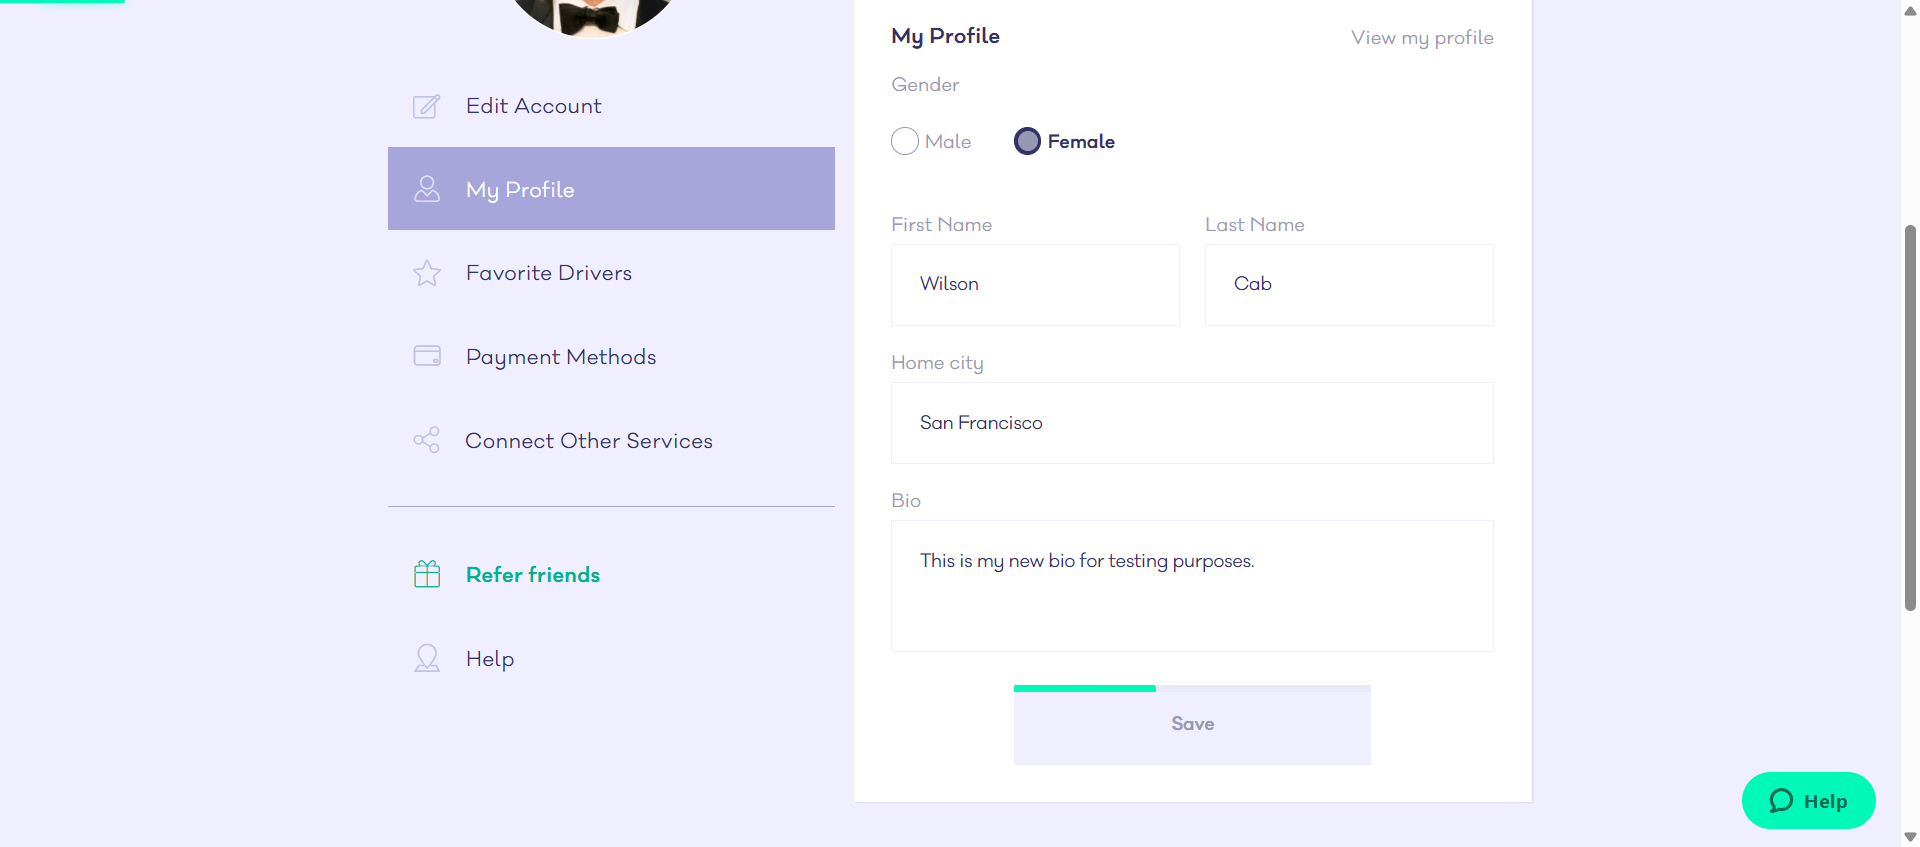 Edit Account
My Profile
Favorite Drivers
Payment Methods
Connect Other Services
Refer friends
Help
My Profile
View my profile
Gender
Male
Female
First Name
Last Name
Wilson
Cab
Home city
San Francisco
Bio
This is my new bio for testing purposes.
Save
Help